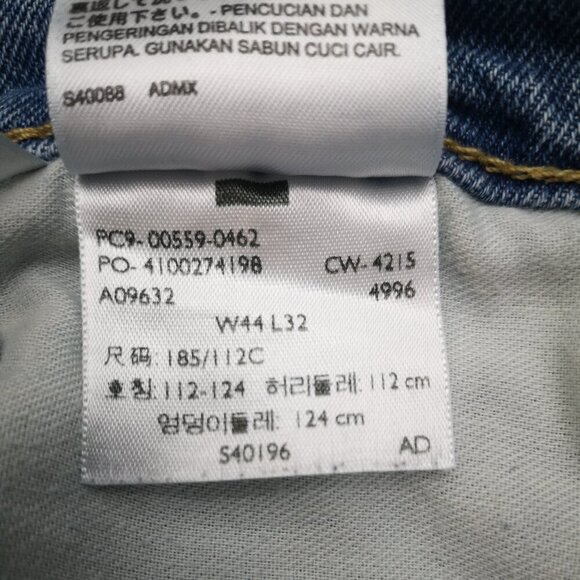 ご使用下さい。- PENCUCIAN DAN
PENGERINGAN DIBALIK DENGAN WARNA
SERUPA. GUNAKAN SABUN CUCI CAIR.
S40088 ADMX
PC9- 00559-0462
PO- 4100274198 CW- 4215
A09632 4996
W44 L32
尺码: 185/112C
호칭: 112-124 허리둘레: 112 cm
엉덩이둘레: 124 cm
S40196 AD